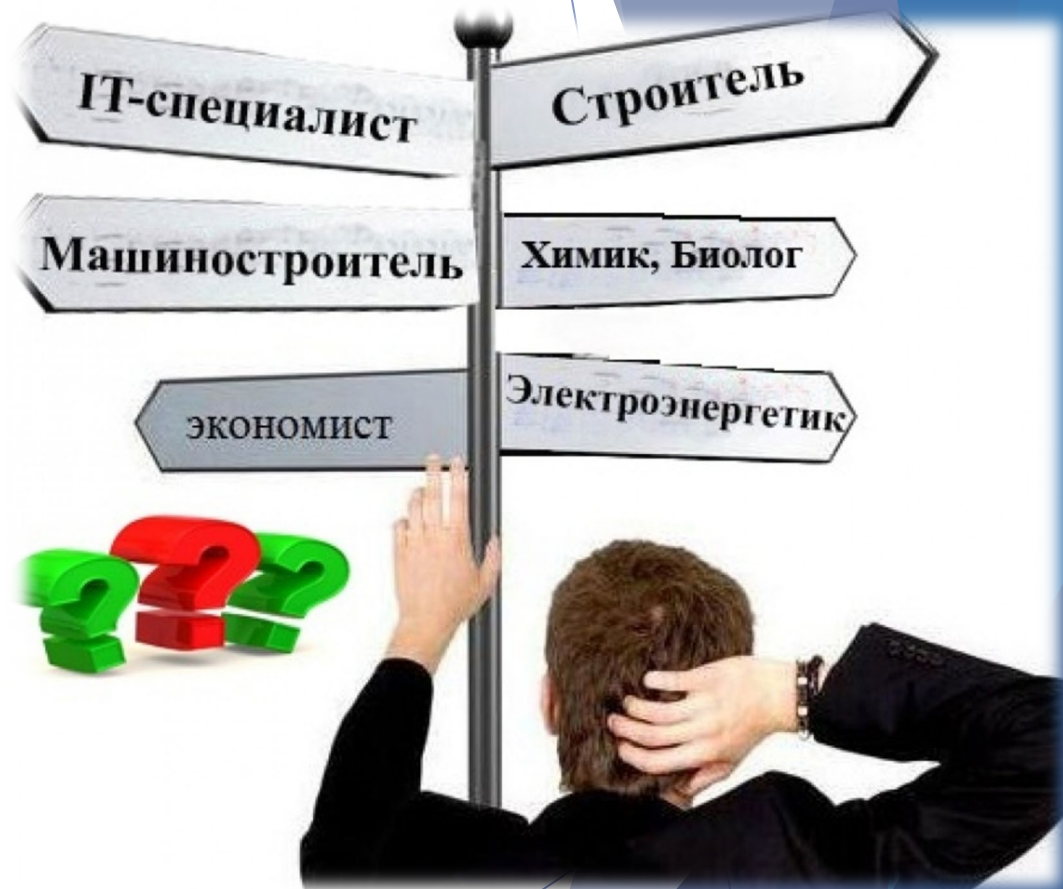 IT-специалист
Строитель
Машиностроитель
Химик, Биолог
экономист
Электроэнергетик